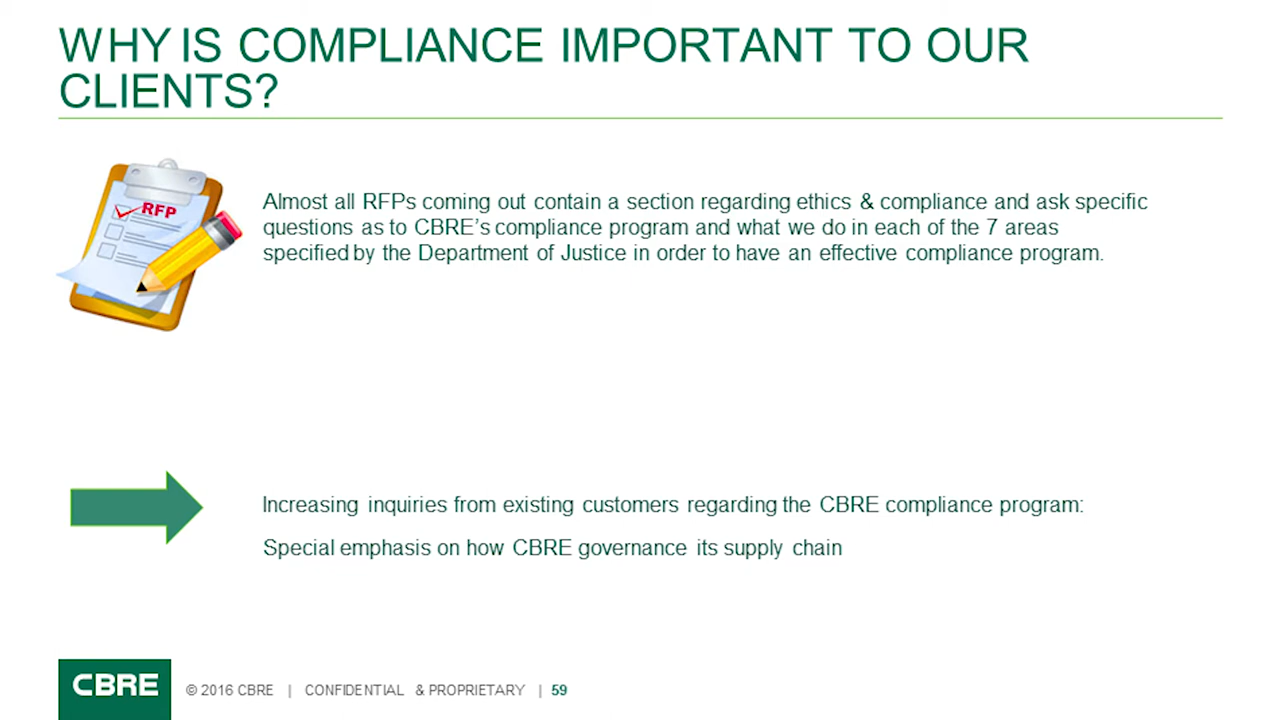 WHY IS COMPLIANCE IMPORTANT TO OUR
CLIENTS?
RFP
Almost all RFPs coming out contain a section regarding ethics & compliance and ask specific
questions as to CBRE's compliance program and what we do in each of the 7 areas
specified by the Department of Justice in order to have an effective compliance program.
Increasing inquiries from existing customers regarding the CBRE compliance program:
Special emphasis on how CBRE governance its supply chain
CBRE
© 2016 CBRE | CONFIDENTIAL & PROPRIETARY | 59